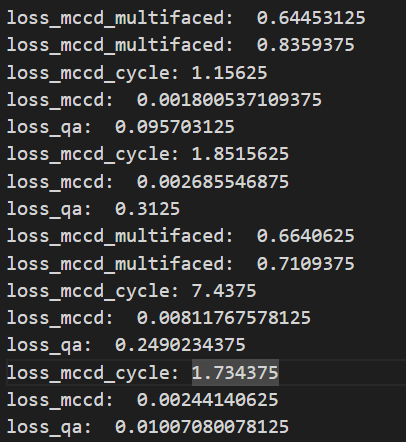 loss_mccd_multifaced:  0.64453125
loss_mccd_multifaced:  0.8359375
loss_mccd_cycle: 1.15625
loss_mccd:  0.001800537109375
loss_qa:  0.095703125
loss_mccd_cycle: 1.8515625
loss_mccd:  0.002685546875
loss_qa:  0.3125
loss_mccd_multifaced:  0.6640625
loss_mccd_multifaced:  0.7109375
loss_mccd_cycle: 7.4375
loss_mccd:  0.00811767578125
loss_qa:  0.2490234375
loss_mccd_cycle: 1.734375
loss_mccd:  0.00244140625
loss_qa:  0.01007080078125